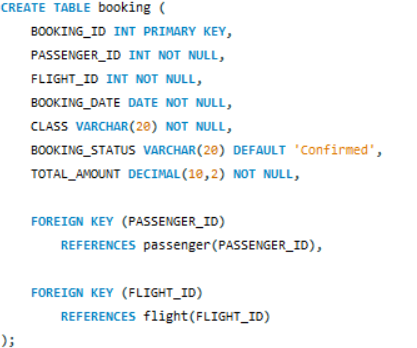 CREATE TABLE booking (
    BOOKING_ID INT PRIMARY KEY,
    PASSENGER_ID INT NOT NULL,
    FLIGHT_ID INT NOT NULL,
    BOOKING_DATE DATE NOT NULL,
    CLASS VARCHAR(20) NOT NULL,
    BOOKING_STATUS VARCHAR(20) DEFAULT 'Confirmed',
    TOTAL_AMOUNT DECIMAL(10,2) NOT NULL,
    FOREIGN KEY (PASSENGER_ID)
        REFERENCES passenger(PASSENGER_ID),
    FOREIGN KEY (FLIGHT_ID)
        REFERENCES flight(FLIGHT_ID)
);